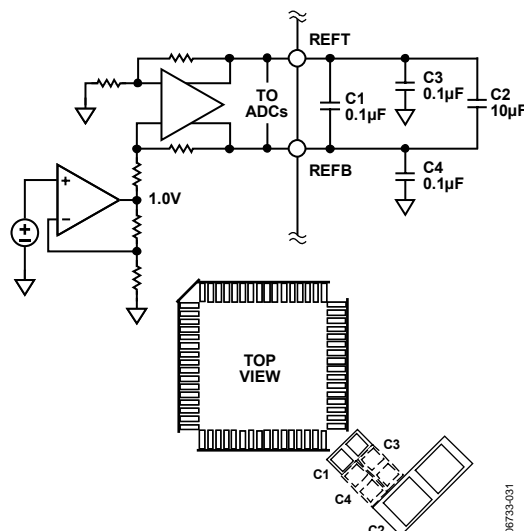 REFT
TO
ADCs
C1
0.1µF
C3
0.1µF
C2
10µF
REFB
C4
0.1µF
1.0V
+
–
+
–
TOP
VIEW
C3
C1
C4
C2
06733-031